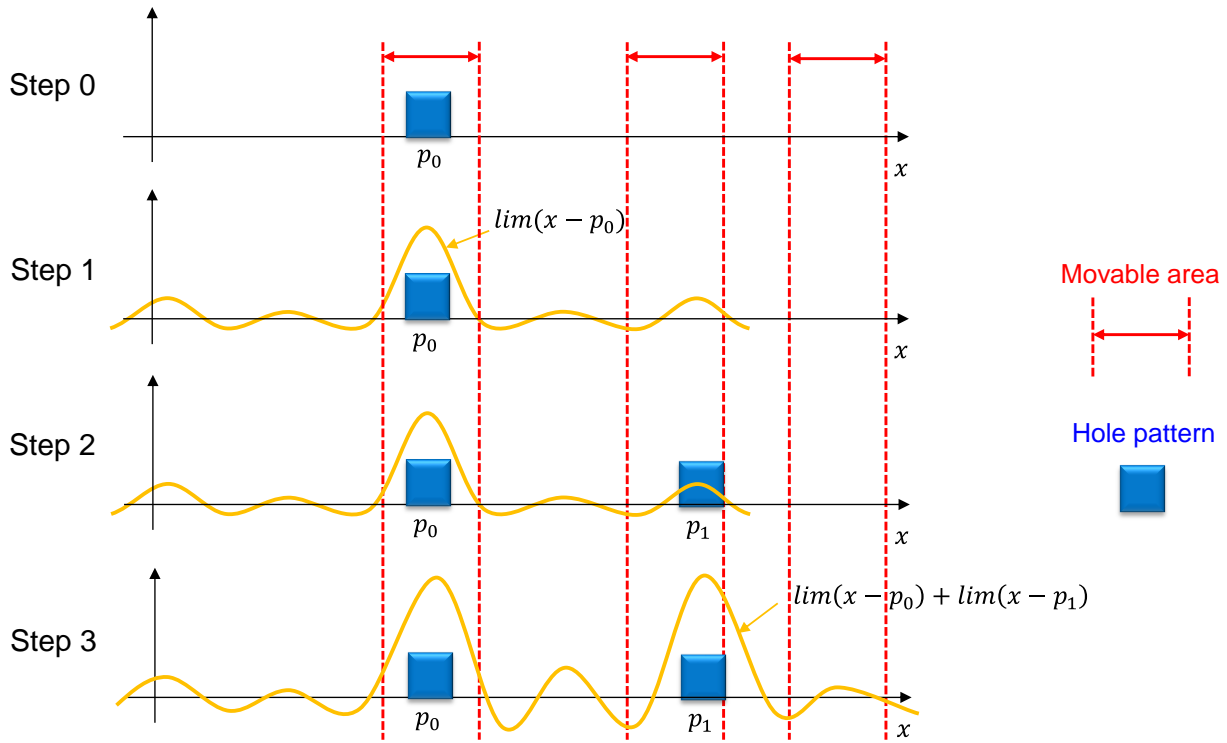 Step 0
p₀
x
lim(x − p₀)
Step 1
p₀
x
Movable area
Step 2
p₀
p₁
x
Hole pattern
lim(x − p₀) + lim(x − p₁)
Step 3
p₀
p₁
x